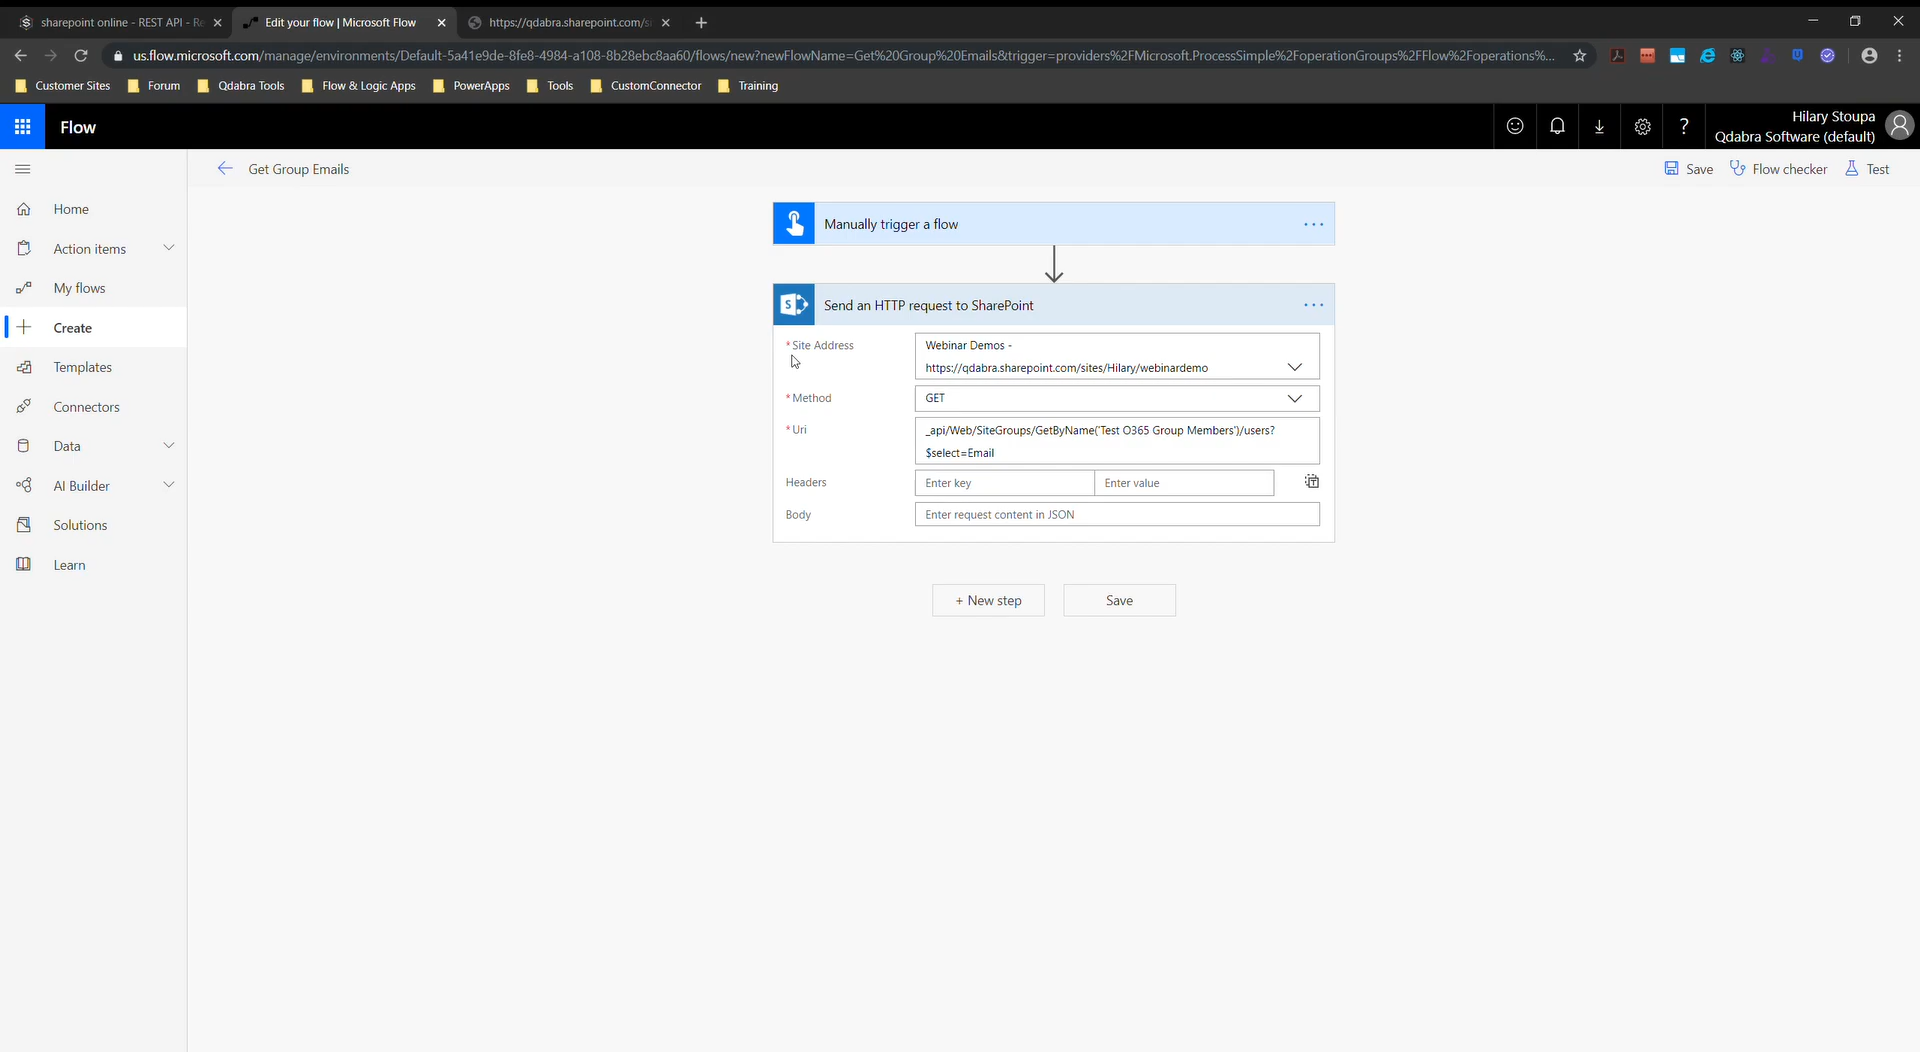 sharepoint online - REST API - Re
Edit your flow | Microsoft Flow
https://qdabra.sharepoint.com/s
us.flow.microsoft.com/manage/environments/Default-5a41e9de-8fe8-4984-a108-8b28ebc8aa60/flows/new?newFlowName=Get%20Group%20Emails&trigger=providers%2FMicrosoft.ProcessSimple%2FoperationGroups%2FFlow%2Foperations%...
Customer Sites
Forum
Qdabra Tools
Flow & Logic Apps
PowerApps
Tools
CustomConnector
Training
Flow
?
Hilary Stoupa
Qdabra Software (default)
Get Group Emails
Save
Flow checker
Test
Home
Action items
My flows
Create
Templates
Connectors
Data
AI Builder
Solutions
Learn
Manually trigger a flow
Send an HTTP request to SharePoint
* Site Address
Webinar Demos -
https://qdabra.sharepoint.com/sites/Hilary/webinardemo
* Method
GET
* Uri
_api/Web/SiteGroups/GetByName('Test O365 Group Members')/users?
$select=Email
Headers
Enter key
Enter value
Body
Enter request content in JSON
+ New step
Save